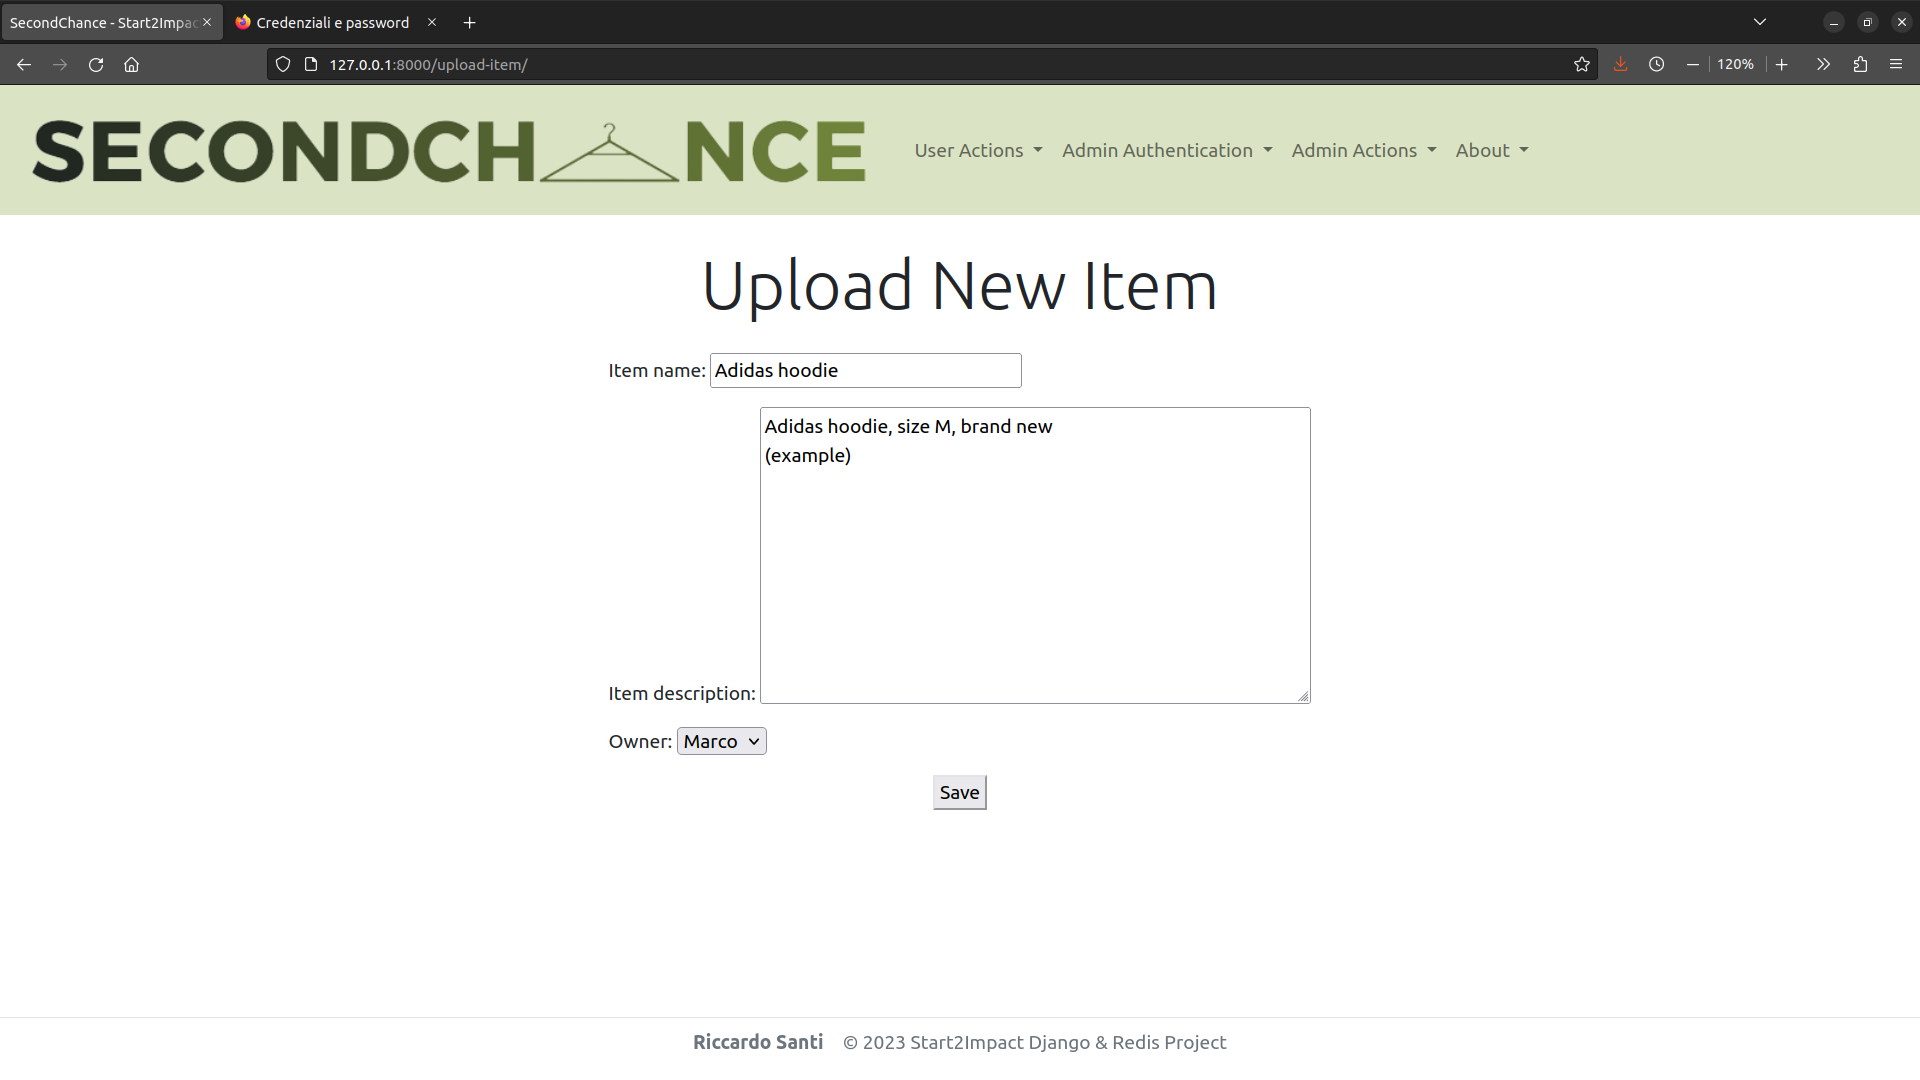 SecondChance - Start2Impac
Credenziali e password
127.0.0.1:8000/upload-item/
120%
SECONDCHANCE
User Actions
Admin Authentication
Admin Actions
About
Upload New Item
Item name: Adidas hoodie
Adidas hoodie, size M, brand new
(example)
Item description:
Owner: Marco
Save
Riccardo Santi © 2023 Start2Impact Django & Redis Project